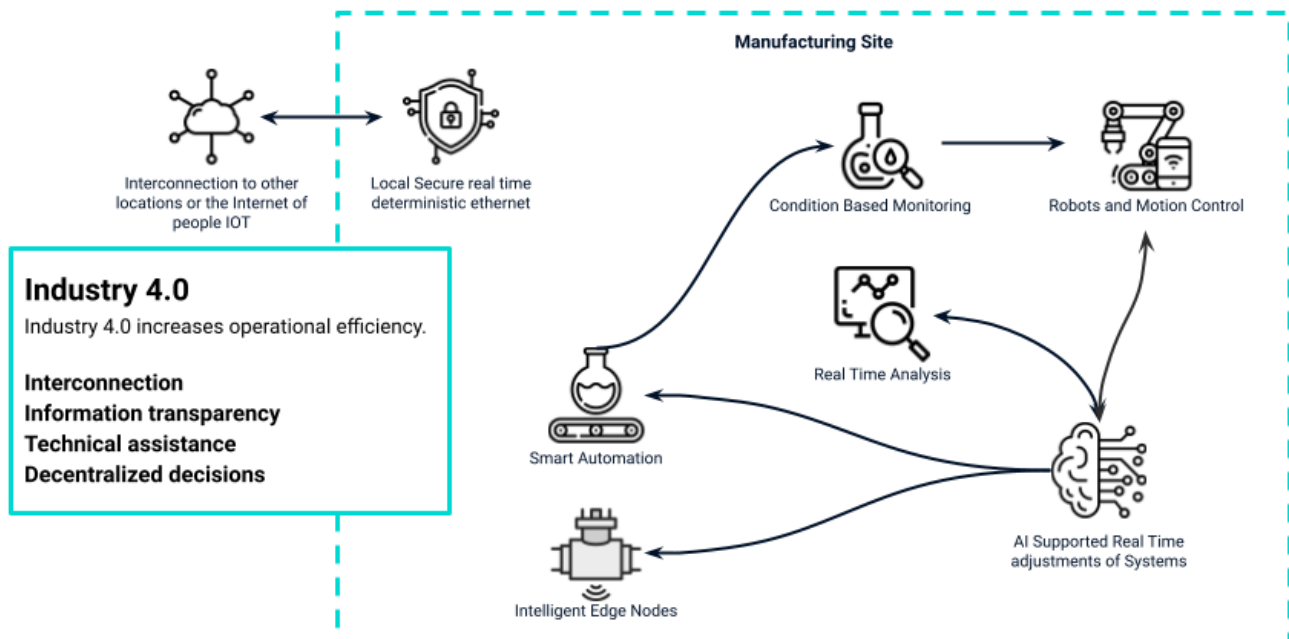 Manufacturing Site
Interconnection to other
locations or the Internet of
people IOT
Local Secure real time
deterministic ethernet
Condition Based Monitoring
Robots and Motion Control
Industry 4.0
Industry 4.0 increases operational efficiency.
Interconnection
Information transparency
Technical assistance
Decentralized decisions
Real Time Analysis
Smart Automation
AI Supported Real Time
adjustments of Systems
Intelligent Edge Nodes